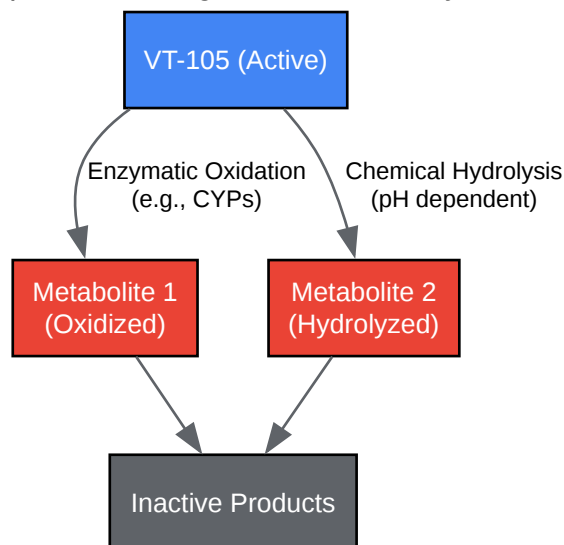 VT-105 (Active)
Enzymatic Oxidation
(e.g., CYPs)
Chemical Hydrolysis
(pH dependent)
Metabolite 1
(Oxidized)
Metabolite 2
(Hydrolyzed)
Inactive Products